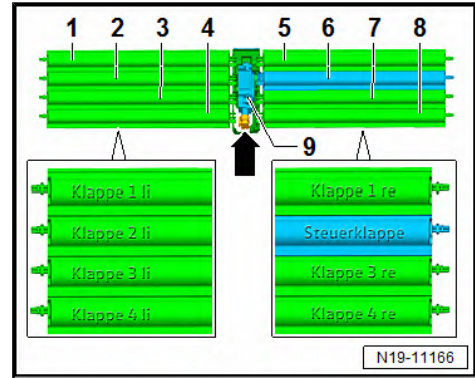 1 2 3 4 5 6 7 8
9
Klappe 1 li
Klappe 2 li
Klappe 3 li
Klappe 4 li
Klappe 1 re
Steuerklappe
Klappe 3 re
Klappe 4 re
N19-11166